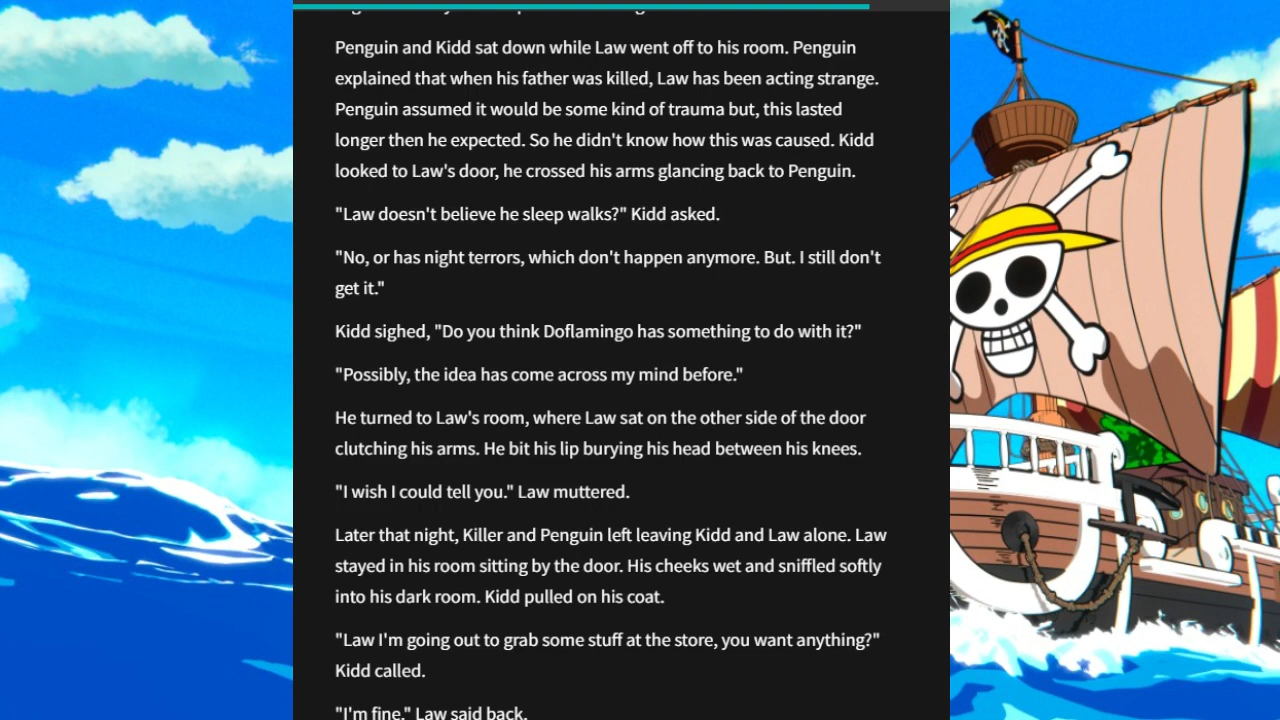 Penguin and Kidd sat down while Law went off to his room. Penguin
explained that when his father was killed, Law has been acting strange.
Penguin assumed it would be some kind of trauma but, this lasted
longer then he expected. So he didn't know how this was caused. Kidd
looked to Law's door, he crossed his arms glancing back to Penguin.
"Law doesn't believe he sleep walks?" Kidd asked.
"No, or has night terrors, which don't happen anymore. But. I still don't
get it."
Kidd sighed, "Do you think Doflamingo has something to do with it?"
"Possibly, the idea has come across my mind before."
He turned to Law's room, where Law sat on the other side of the door
clutching his arms. He bit his lip burying his head between his knees.
"I wish I could tell you." Law muttered.
Later that night, Killer and Penguin left leaving Kidd and Law alone. Law
stayed in his room sitting by the door. His cheeks wet and sniffled softly
into his dark room. Kidd pulled on his coat.
"Law I'm going out to grab some stuff at the store, you want anything?"
Kidd called.
"I'm fine." Law said back.